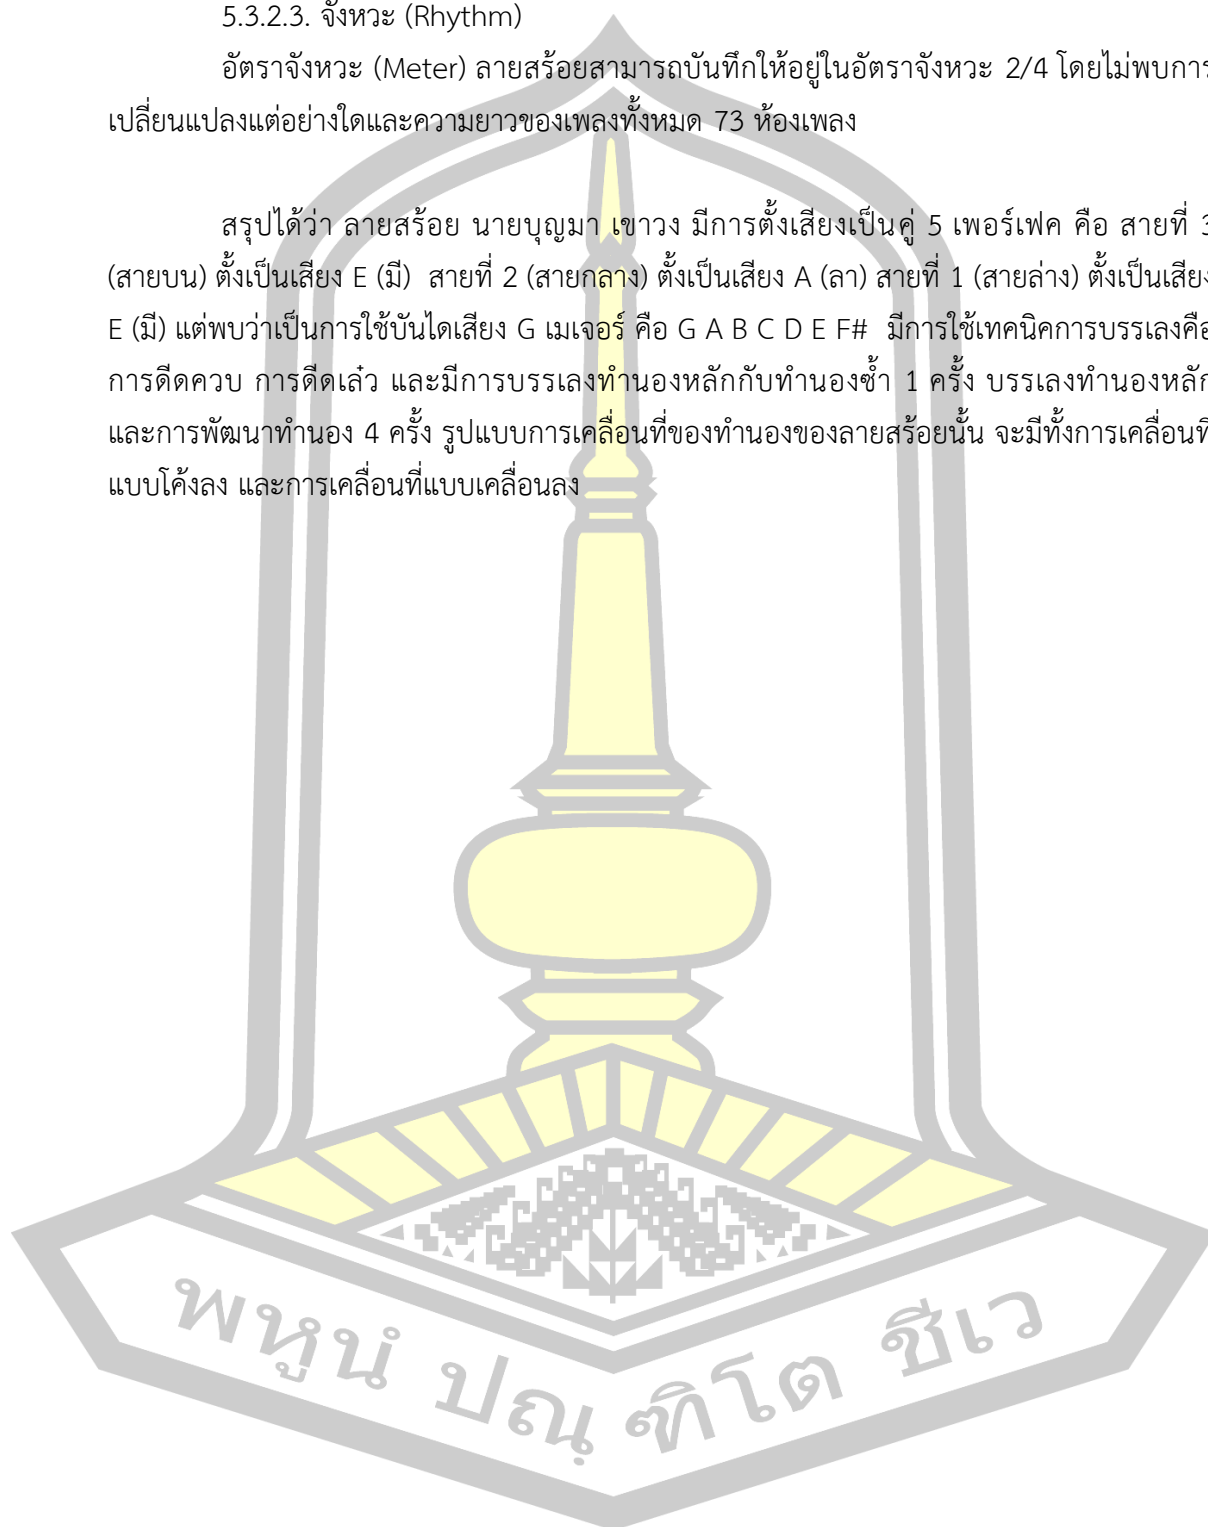 5.3.2.3. จังหวะ (Rhythm)
อัตราจังหวะ (Meter) ลายสร้อยสามารถบันทึกให้อยู่ในอัตราจังหวะ 2/4 โดยไม่พบการ
เปลี่ยนแปลงแต่อย่างใดและความยาวของเพลงทั้งหมด 73 ห้องเพลง
สรุปได้ว่า ลายสร้อย นายบุญมา เขาวง มีการตั้งเสียงเป็นคู่ 5 เพอร์เฟค คือ สายที่ 3
(สายบน) ตั้งเป็นเสียง E (มี) สายที่ 2 (สายกลาง) ตั้งเป็นเสียง A (ลา) สายที่ 1 (สายล่าง) ตั้งเป็นเสียง
E (มี) แต่พบว่าเป็นการใช้บันไดเสียง G เมเจอร์ คือ G A B C D E F# มีการใช้เทคนิคการบรรเลงคือ
การดีดควบ การดีดเล๋ว และมีการบรรเลงทำนองหลักกับทำนองซ้ำ 1 ครั้ง บรรเลงทำนองหลัก
และการพัฒนาทำนอง 4 ครั้ง รูปแบบการเคลื่อนที่ของทำนองของลายสร้อยนั้น จะมีทั้งการเคลื่อนที่
แบบโค้งลง และการเคลื่อนที่แบบเคลื่อนลง
พหูนํ ปณฺฑิโต ชีเว